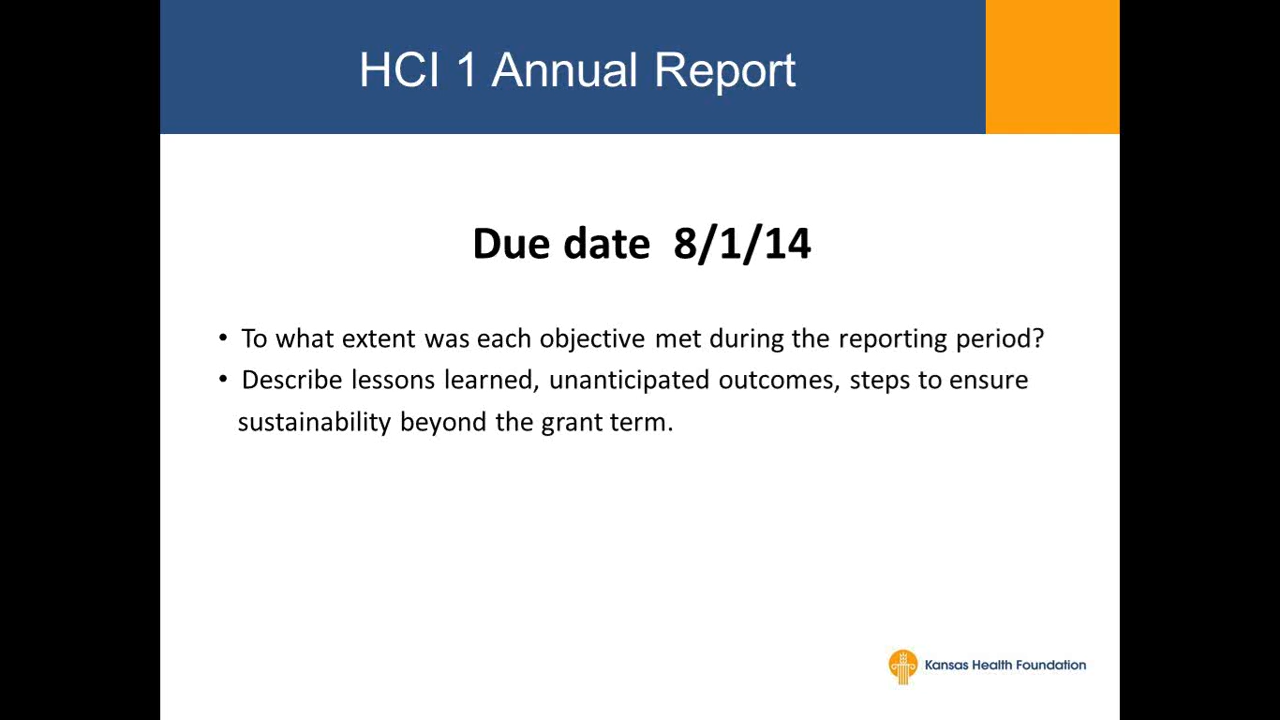 HCI 1 Annual Report
Due date 8/1/14
• To what extent was each objective met during the reporting period?
• Describe lessons learned, unanticipated outcomes, steps to ensure
sustainability beyond the grant term.
Kansas Health Foundation